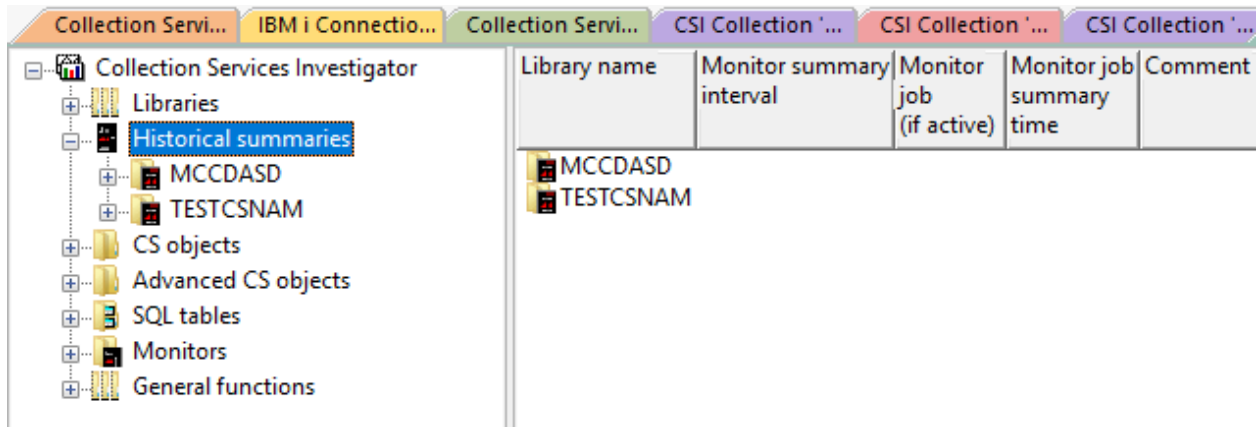 Collection Servi... IBM i Connectio... Collection Servi... CSI Collection '... CSI Collection '... CSI Collection '...
Collection Services Investigator
Libraries
Historical summaries
MCCDASD
TESTCSNAM
CS objects
Advanced CS objects
SQL tables
Monitors
General functions
Library name Monitor summary Monitor Monitor job Comment
interval job summary
(if active) time
MCCDASD
TESTCSNAM